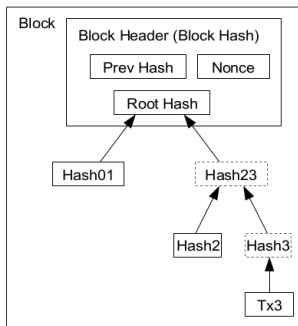 Block
Block Header (Block Hash)
Prev Hash
Nonce
Root Hash
Hash01
Hash23
Hash2
Hash3
Tx3